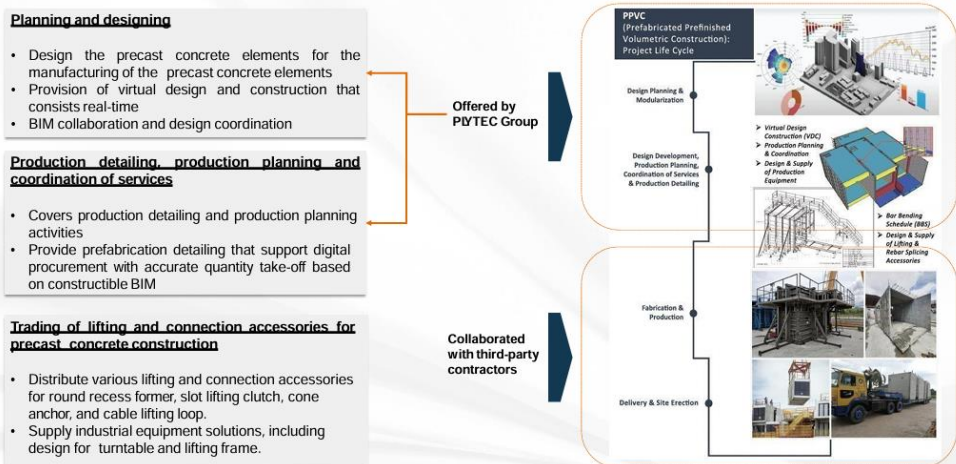 Planning and designing
• Design the precast concrete elements for the
manufacturing of the precast concrete elements
• Provision of virtual design and construction that
consists real-time
• BIM collaboration and design coordination
Production detailing, production planning and
coordination of services
• Covers production detailing and production planning
activities
• Provide prefabrication detailing that support digital
procurement with accurate quantity take-off based
on constructible BIM
Trading of lifting and connection accessories for
precast concrete construction
• Distribute various lifting and connection accessories
for round recess former, slot lifting clutch, cone
anchor, and cable lifting loop.
• Supply industrial equipment solutions, including
design for turntable and lifting frame.
Offered by
PLYTEC Group
Collaborated
with third-party
contractors
PPVC
(Prefabricated Prefinished
Volumetric Construction):
Project Life Cycle
Design Planning &
Modularization
Design Development,
Production Planning,
Coordination of Services
& Production Detailing
Fabrication &
Production
Delivery & Site Erection
➢ Virtual Design
Construction (VDC)
➢ Production Planning
& Coordination
➢ Design & Supply
of Production
Equipment
➢ Bar Bending
Schedule (BBS)
➢ Design & Supply
of Lifting &
Rebar Splicing
Accessories